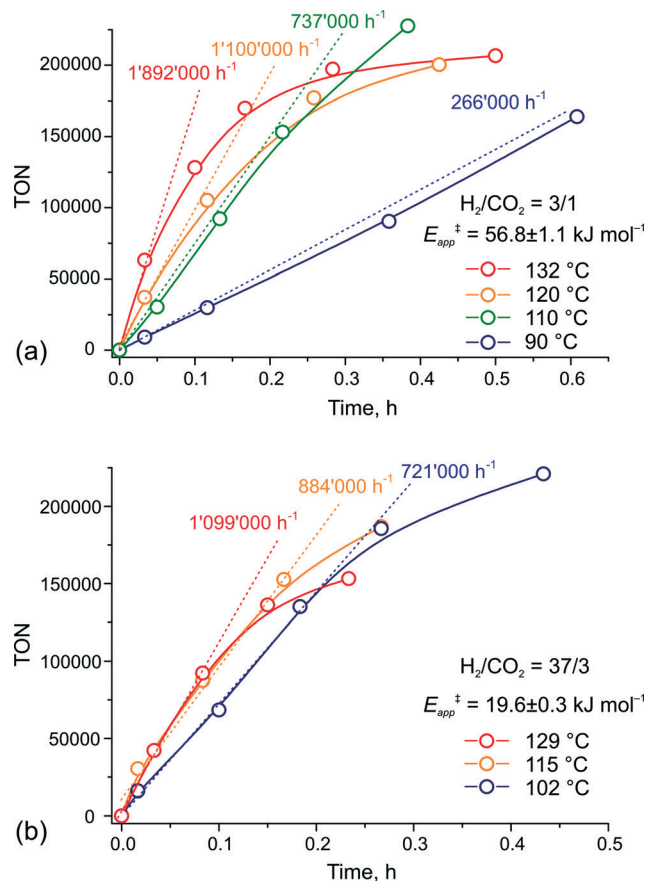 737'000 h⁻¹
1'100'000 h⁻¹
1'892'000 h⁻¹
266'000 h⁻¹
200000
150000
100000
50000
0
TON
H₂/CO₂ = 3/1
E_app‡ = 56.8±1.1 kJ mol⁻¹
132 °C
120 °C
110 °C
90 °C
(a)
0.0 0.1 0.2 0.3 0.4 0.5 0.6
Time, h
721'000 h⁻¹
884'000 h⁻¹
1'099'000 h⁻¹
200000
150000
100000
50000
0
TON
H₂/CO₂ = 37/3
E_app‡ = 19.6±0.3 kJ mol⁻¹
129 °C
115 °C
102 °C
(b)
0.0 0.1 0.2 0.3 0.4 0.5
Time, h